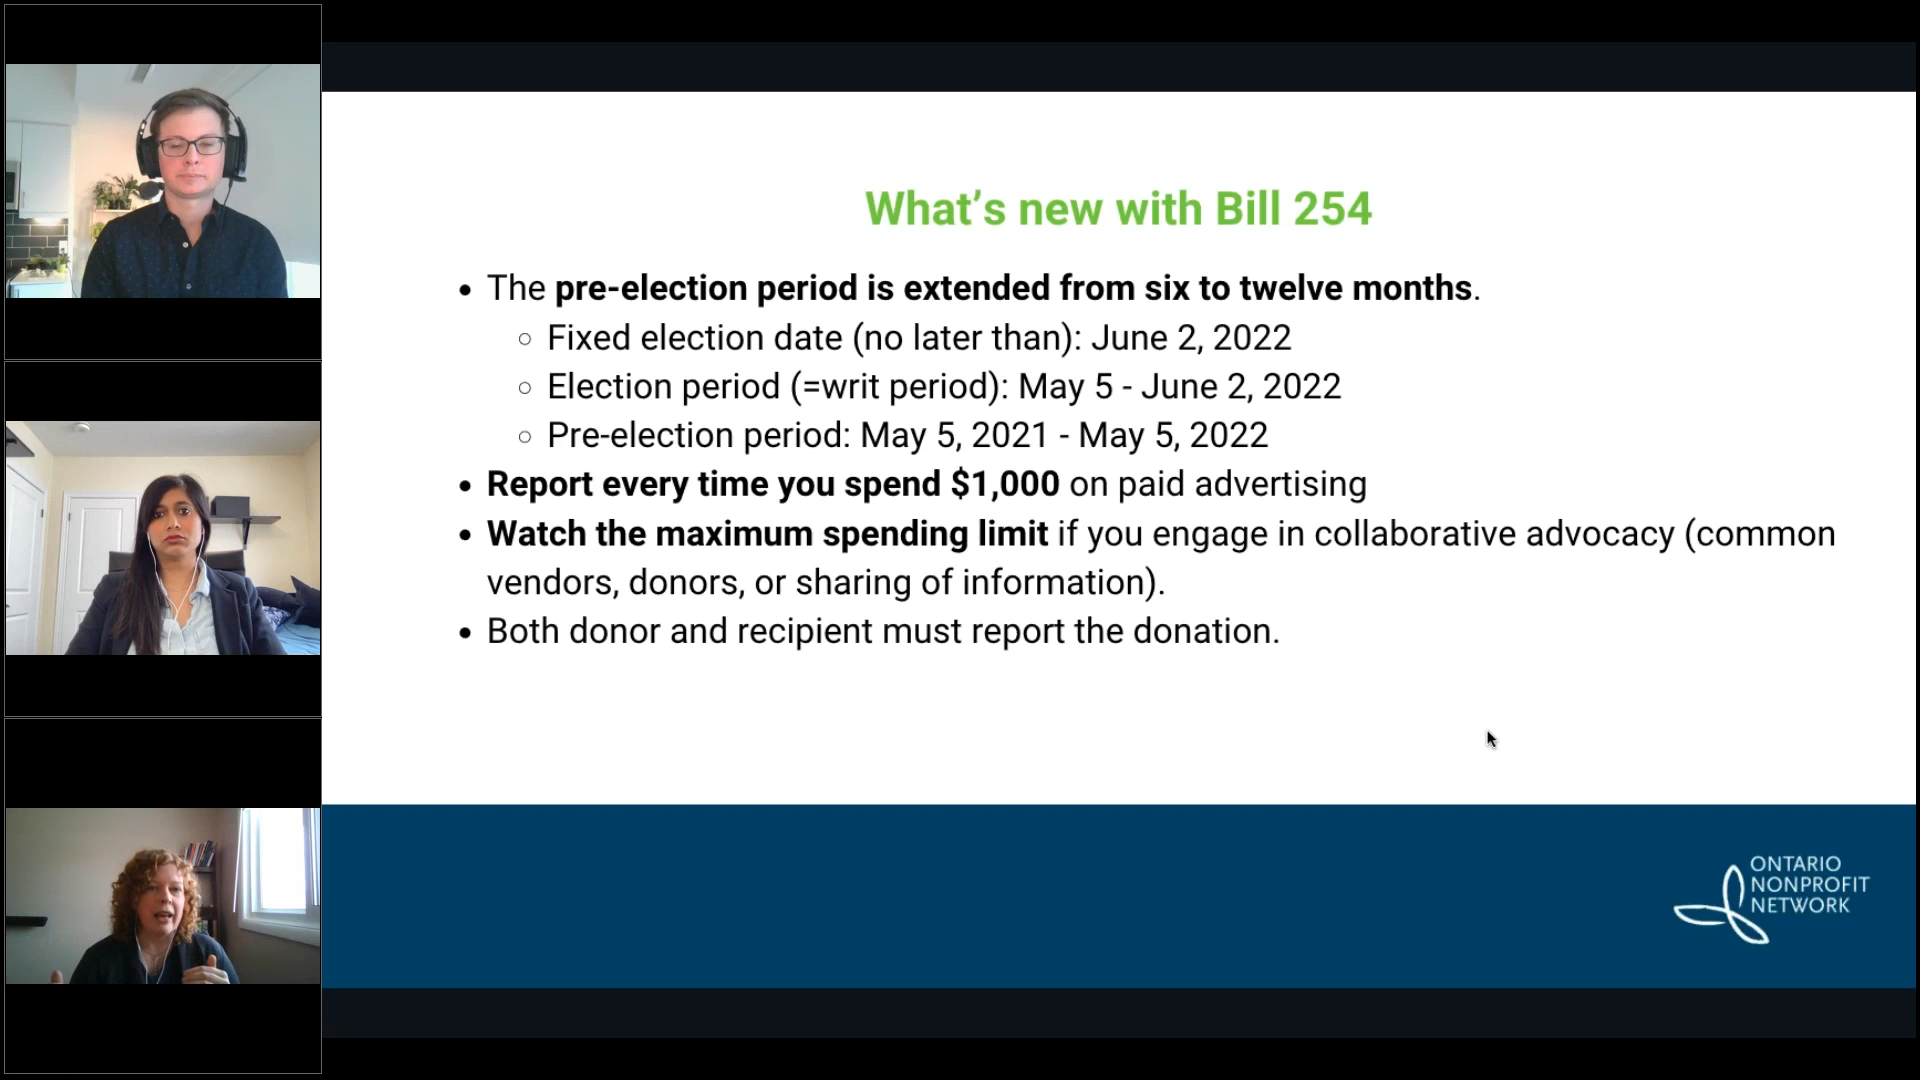 What’s new with Bill 254
• The pre-election period is extended from six to twelve months.
○ Fixed election date (no later than): June 2, 2022
○ Election period (=writ period): May 5 - June 2, 2022
○ Pre-election period: May 5, 2021 - May 5, 2022
• Report every time you spend $1,000 on paid advertising
• Watch the maximum spending limit if you engage in collaborative advocacy (common
vendors, donors, or sharing of information).
• Both donor and recipient must report the donation.
ONTARIO
NONPROFIT
NETWORK